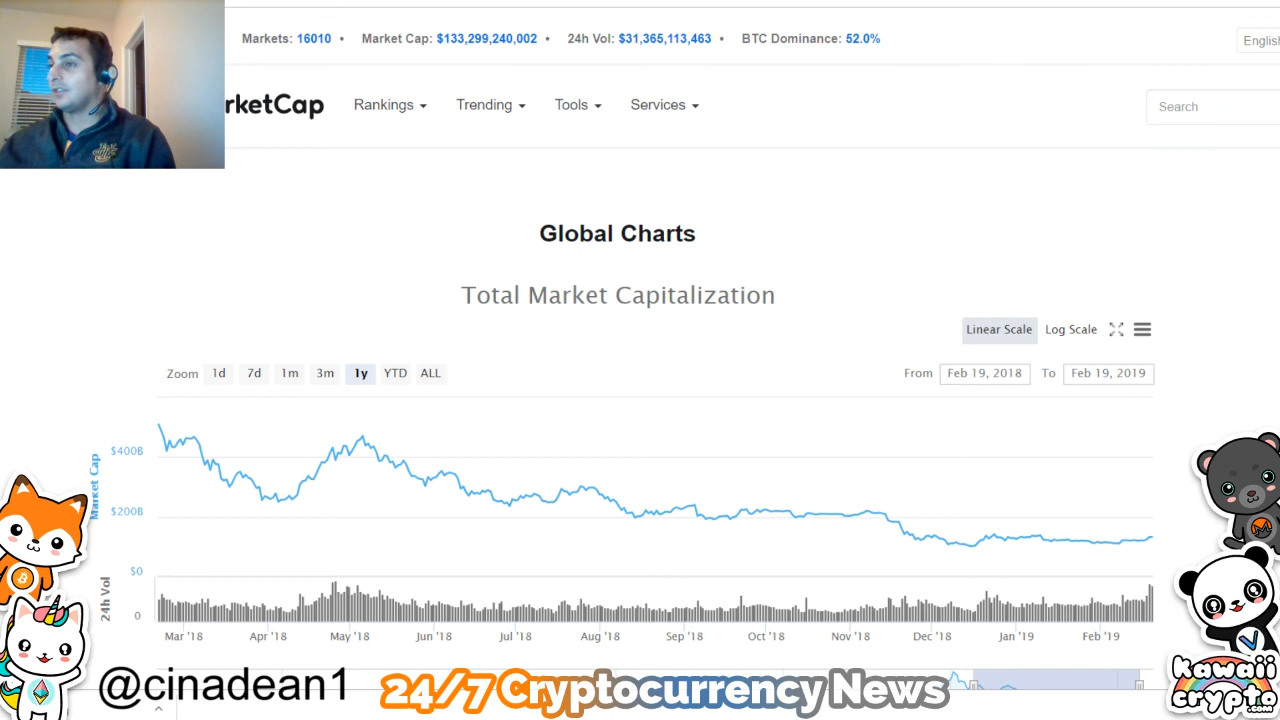 Markets: 16010 • Market Cap: $133,299,240,002 • 24h Vol: $31,365,113,463 • BTC Dominance: 52.0%
English
rketCap Rankings Trending Tools Services
Search
Global Charts
Total Market Capitalization
Linear Scale Log Scale
Zoom 1d 7d 1m 3m 1y YTD ALL From Feb 19, 2018 To Feb 19, 2019
Market Cap
$400B
$200B
$0
24h Vol
0
Mar '18 Apr '18 May '18 Jun '18 Jul '18 Aug '18 Sep '18 Oct '18 Nov '18 Dec '18 Jan '19 Feb '19
@cinadean1
24/7 Cryptocurrency News
kawaii
crypto
.com